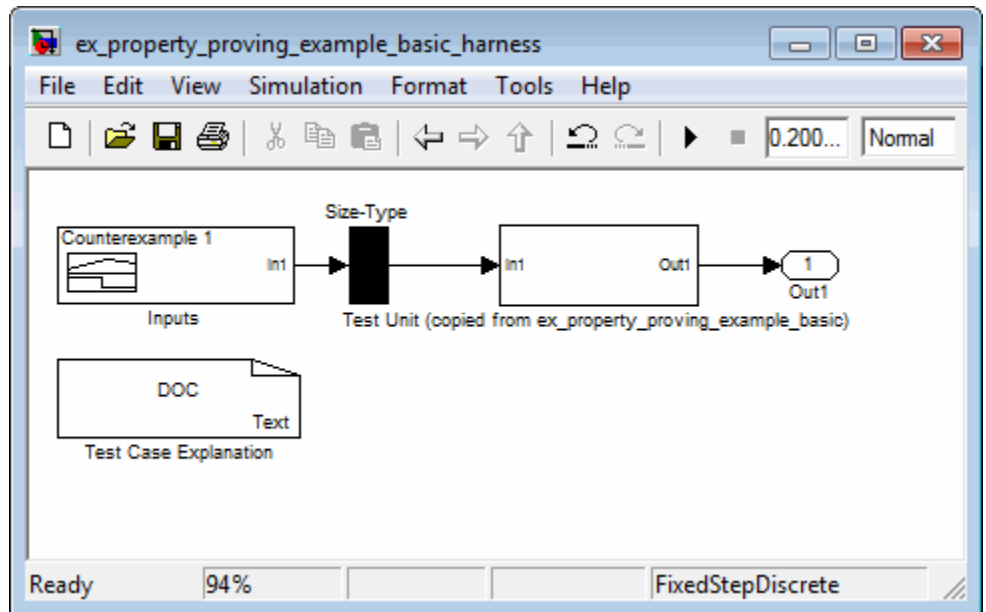 ex_property_proving_example_basic_harness
File Edit View Simulation Format Tools Help
0.200... Normal
Size-Type
Counterexample 1
In1
In1
Out1
1
Out1
Inputs
Test Unit (copied from ex_property_proving_example_basic)
DOC
Text
Test Case Explanation
Ready 94% FixedStepDiscrete